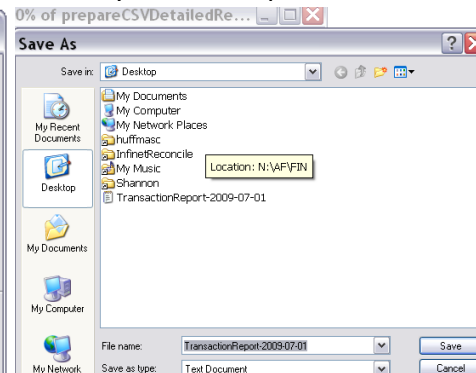 0% of prepareCSVDetailedRe...
Save As
Save in:
Desktop
My Recent
Documents
Desktop
My Documents
My Computer
My Network
My Documents
My Computer
My Network Places
huffmasc
InfinetReconcile
My Music
Shannon
TransactionReport-2009-07-01
Location: N:\AF\FIN
File name:
TransactionReport-2009-07-01
Save
Save as type:
Text Document
Cancel